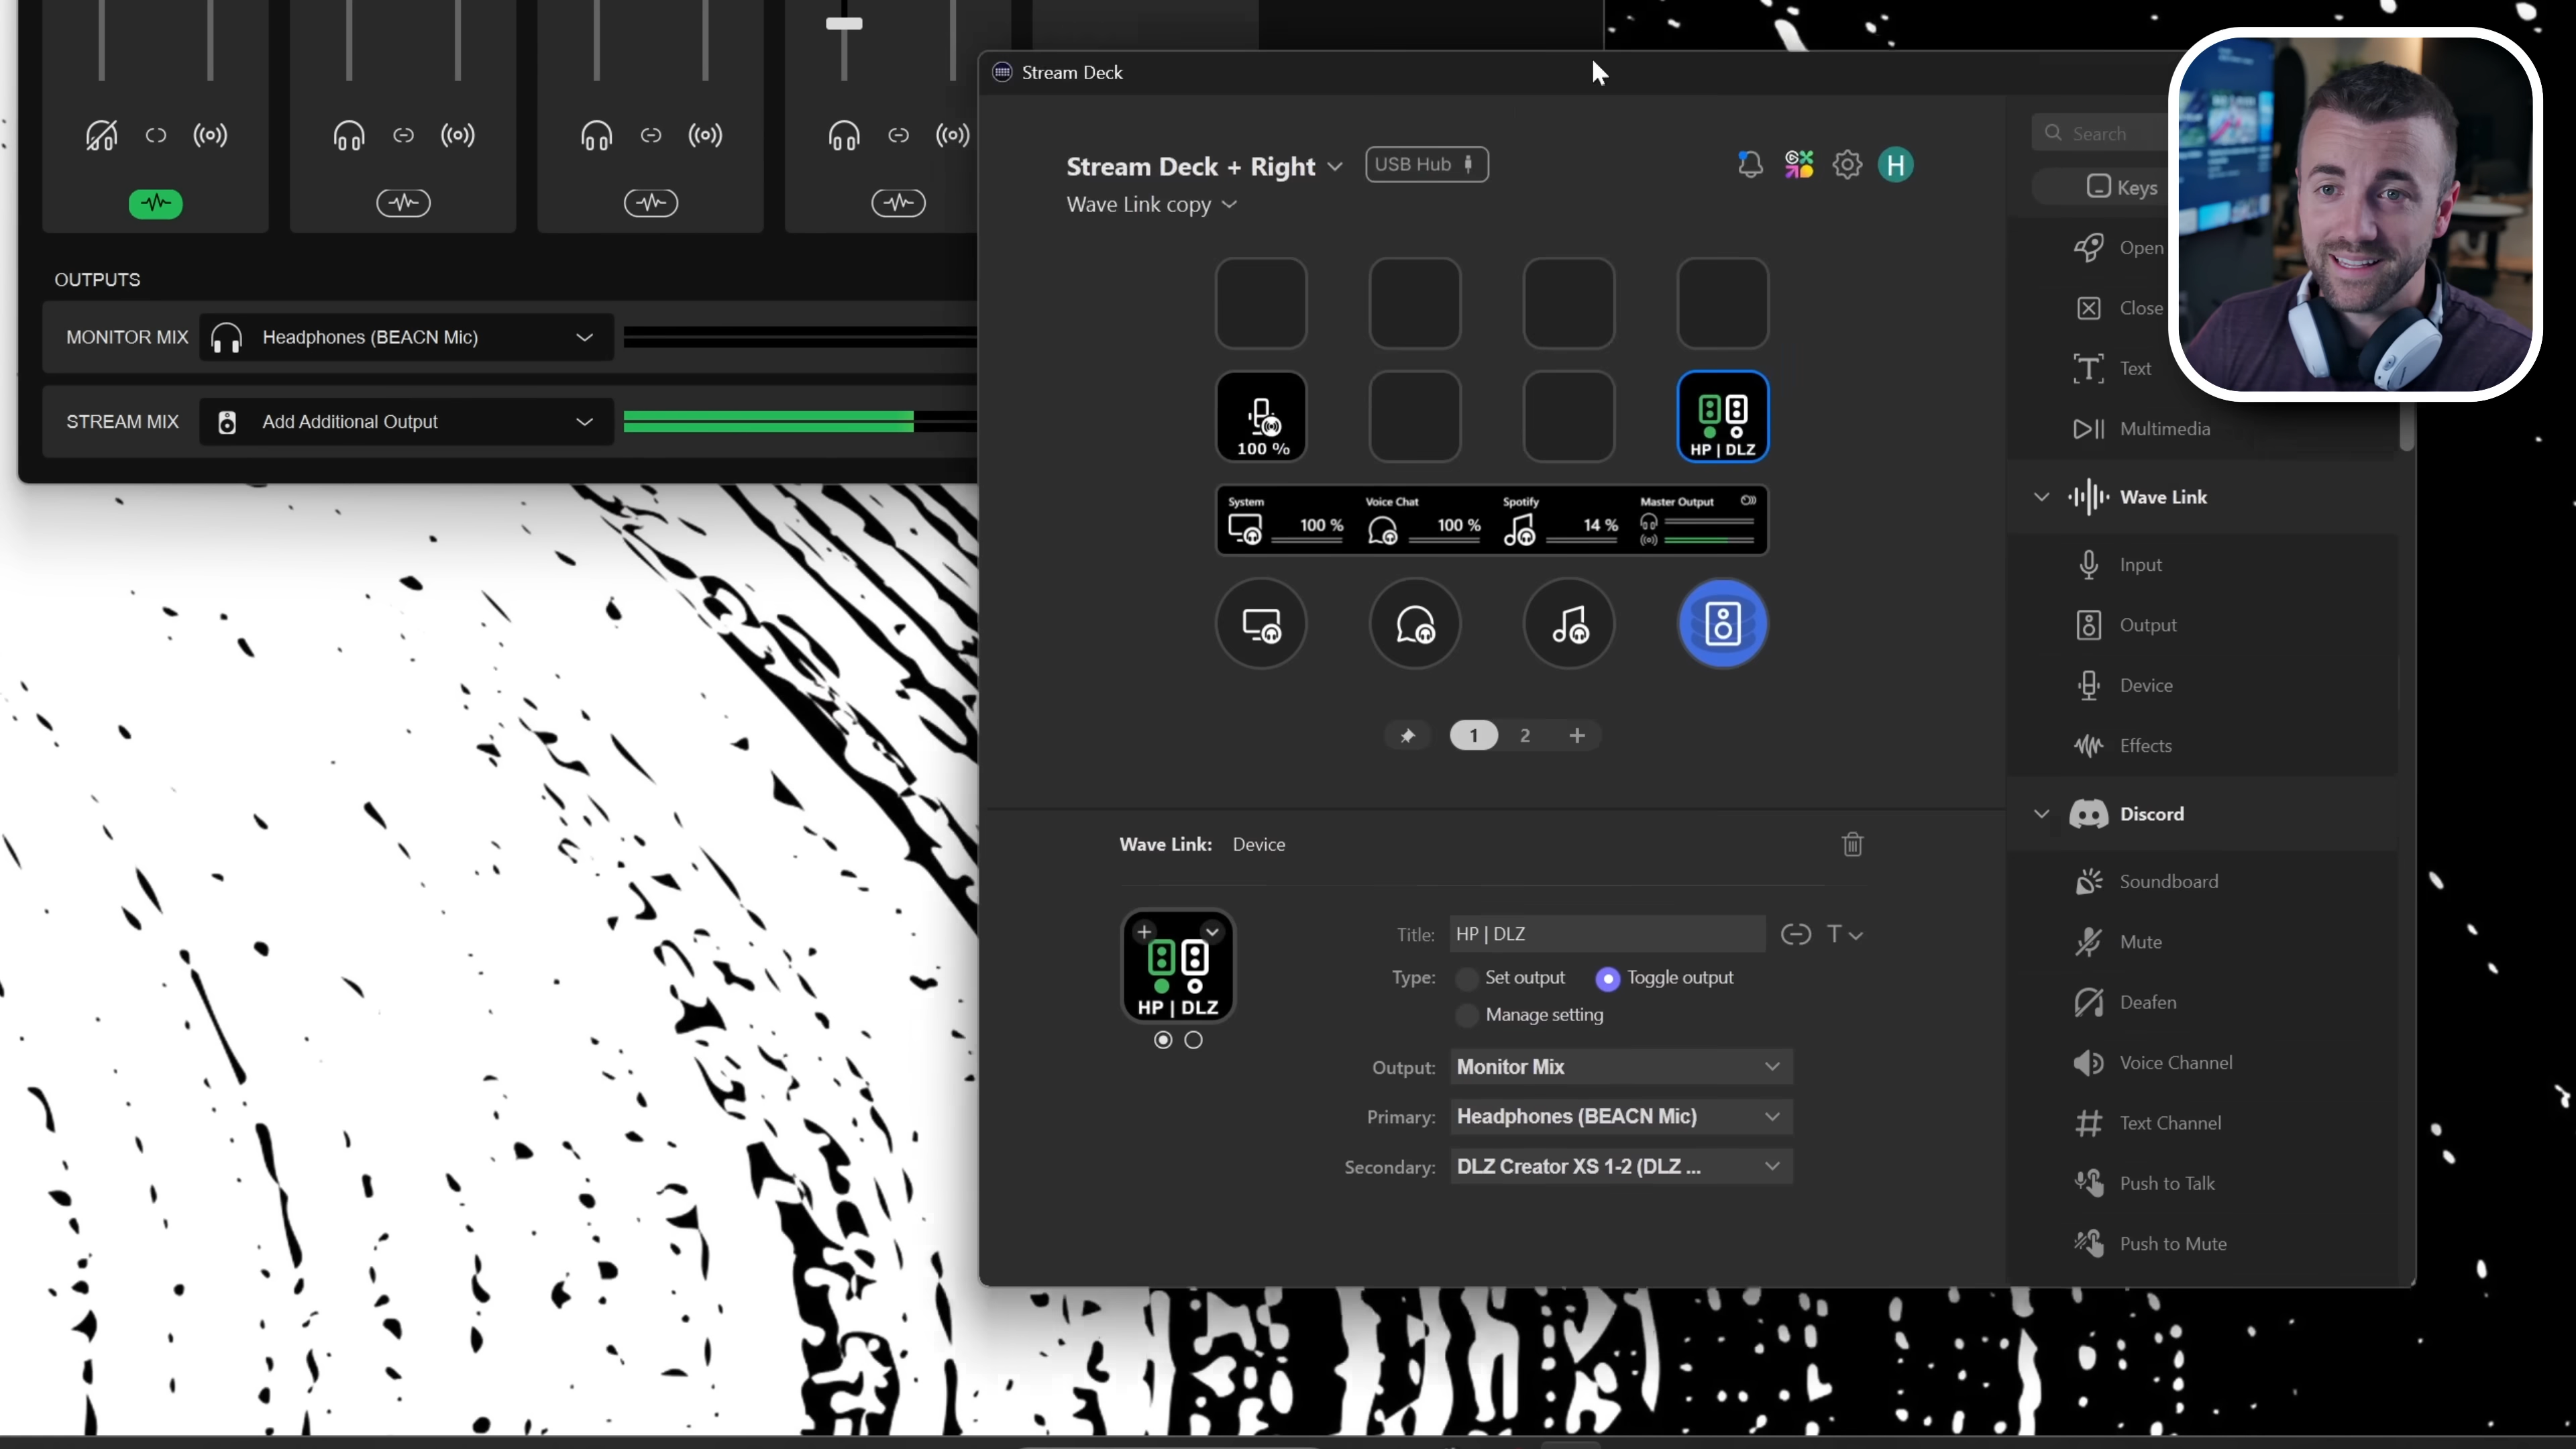 OUTPUTS
MONITOR MIX
Headphones (BEACN Mic)
STREAM MIX
Add Additional Output
Stream Deck
Stream Deck + Right
USB Hub
H
Wave Link copy
100 %
HP | DLZ
System
100 %
Voice Chat
100 %
Spotify
14 %
Master Output
1
2
+
Wave Link: Device
HP | DLZ
Title:
HP | DLZ
T
Type:
Set output
Toggle output
Manage setting
Output:
Monitor Mix
Primary:
Headphones (BEACN Mic)
Secondary:
DLZ Creator XS 1-2 (DLZ ...
Search
Keys
Open
Close
Text
Multimedia
Wave Link
Input
Output
Device
Effects
Discord
Soundboard
Mute
Deafen
Voice Channel
Text Channel
Push to Talk
Push to Mute